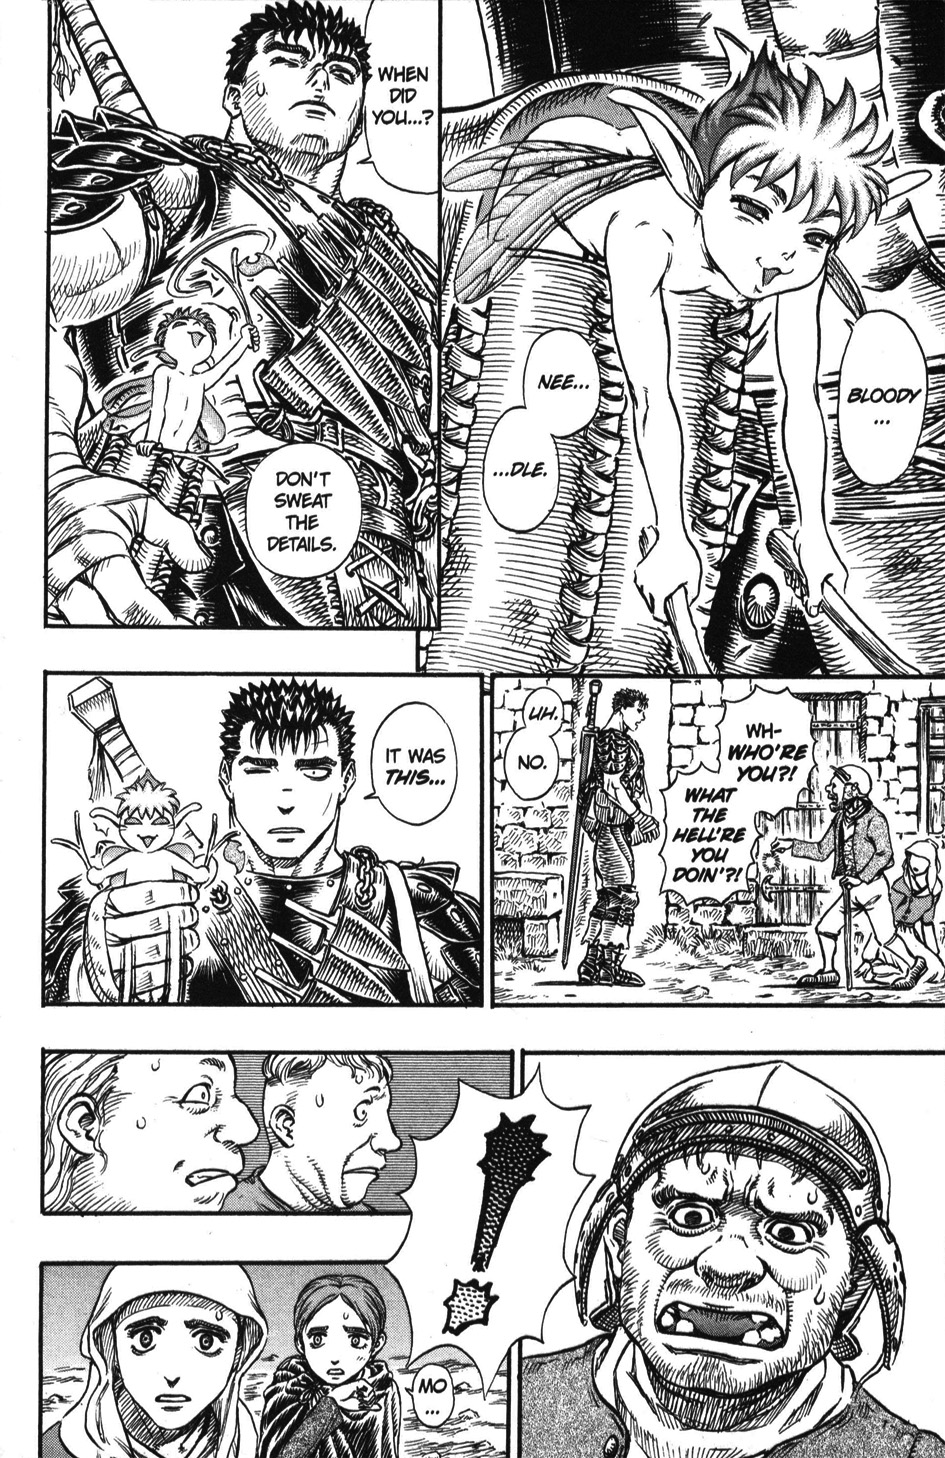 BLOODY
...
NEE...
...DLE.
WHEN
DID
YOU...?
DON'T
SWEAT
THE
DETAILS.
WH-
WHO'RE
YOU?!
WHAT
THE
HELL'RE
YOU
DOIN'?!
UH.
NO.
IT WAS
THIS...
!
MO
...